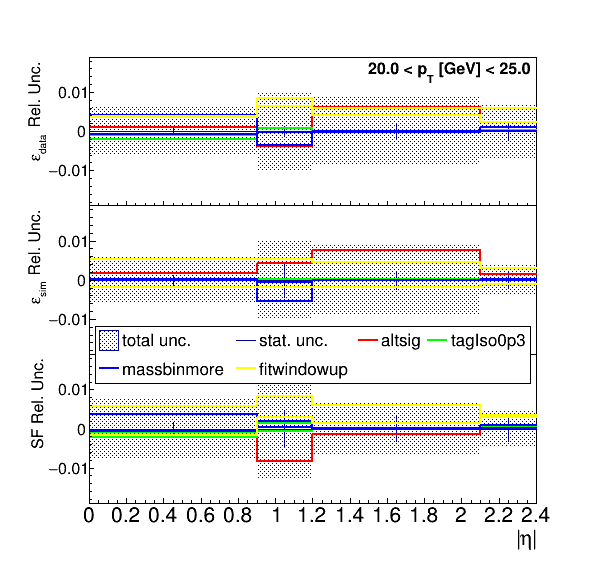 20.0 < p_T [GeV] < 25.0
ε_data Rel. Unc.
0.01
0
−0.01
ε_sim Rel. Unc.
0.01
0
−0.01
total unc. stat. unc. altsig tagIso0p3
massbinmore fitwindowup
SF Rel. Unc.
0.01
0
−0.01
0 0.2 0.4 0.6 0.8 1 1.2 1.4 1.6 1.8 2 2.2 2.4
|η|